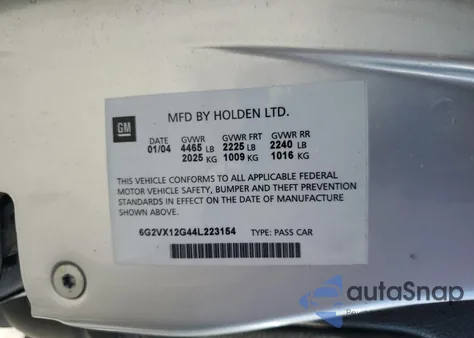 GM
MFD BY HOLDEN LTD.
DATE GVWR GVWR FRT GVWR RR
01/04 4465 LB 2225 LB 2240 LB
2025 KG 1009 KG 1016 KG
THIS VEHICLE CONFORMS TO ALL APPLICABLE FEDERAL
MOTOR VEHICLE SAFETY, BUMPER AND THEFT PREVENTION
STANDARDS IN EFFECT ON THE DATE OF MANUFACTURE
SHOWN ABOVE.
6G2VX12G44L223154 TYPE: PASS CAR
autoSnap